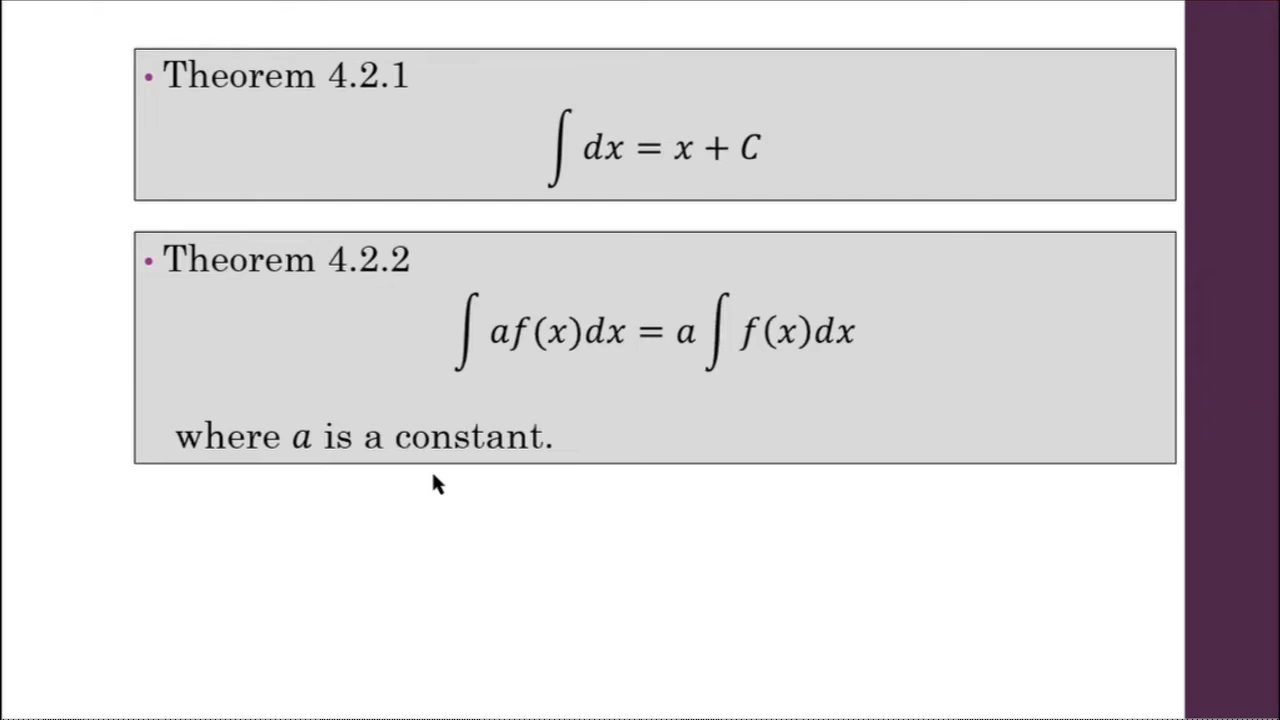 • Theorem 4.2.1
∫ dx = x + C
• Theorem 4.2.2
∫ af(x)dx = a ∫ f(x)dx
where a is a constant.